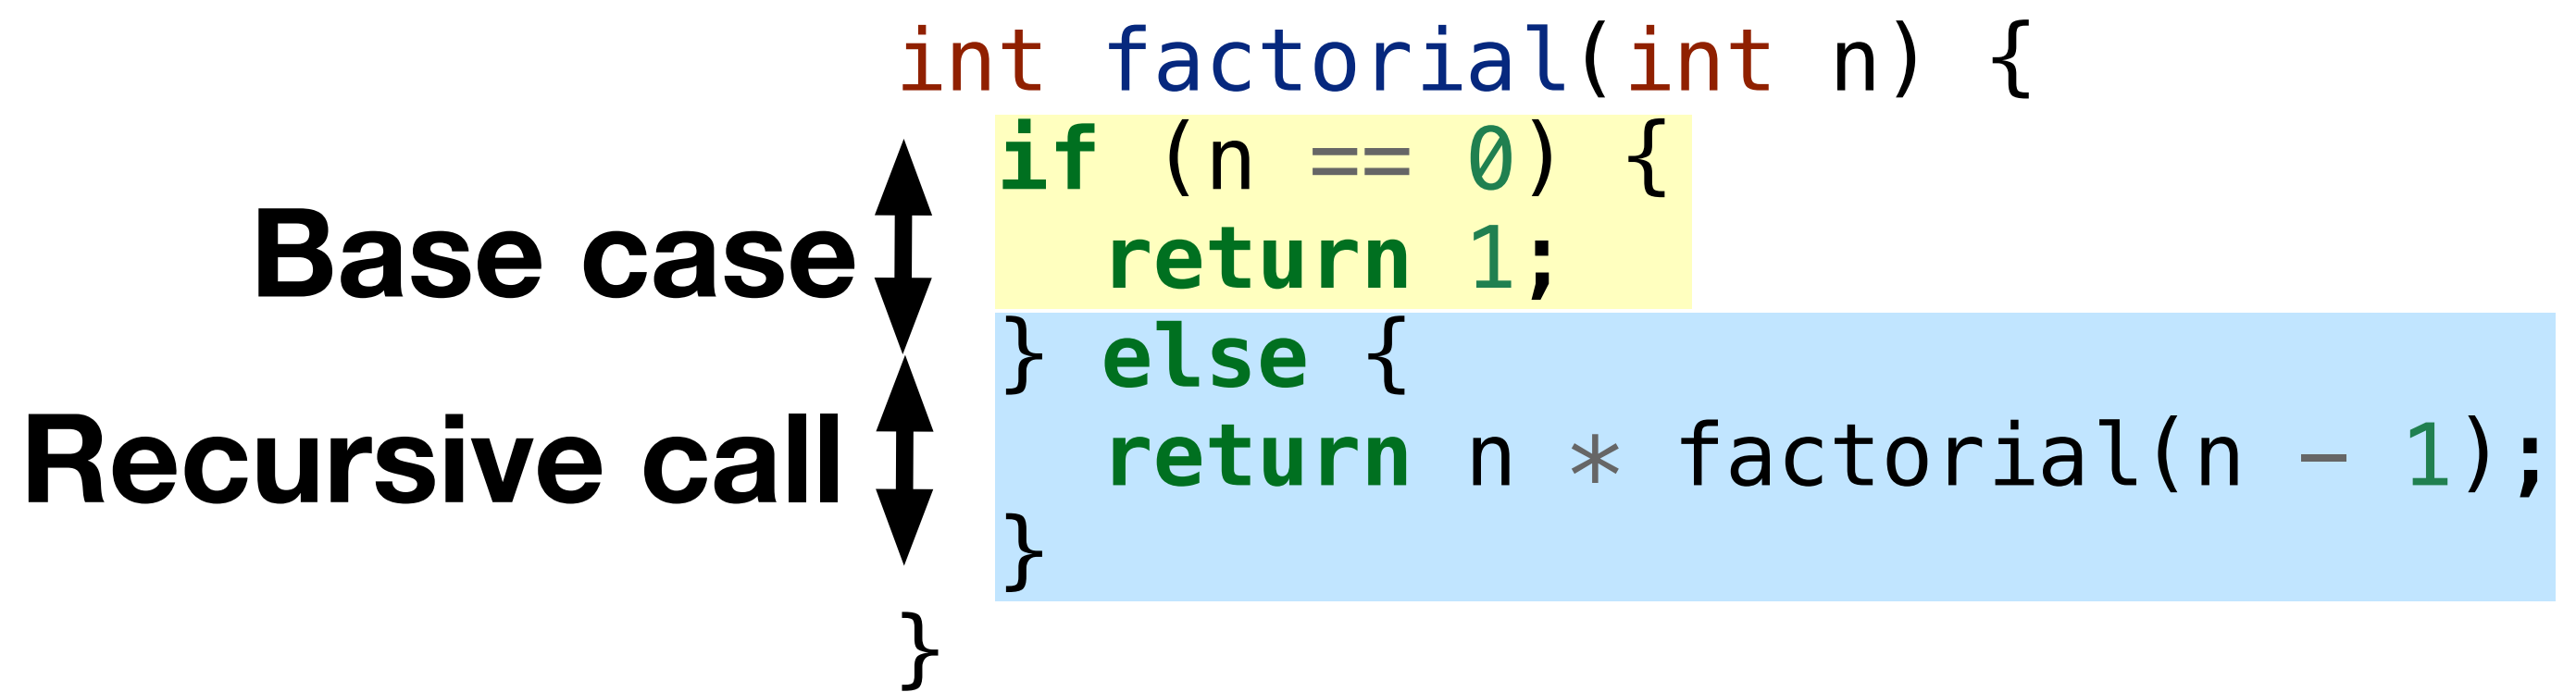 int factorial(int n) {
if (n == 0) {
Base case
return 1;
} else {
Recursive call
return n * factorial(n - 1);
}
}